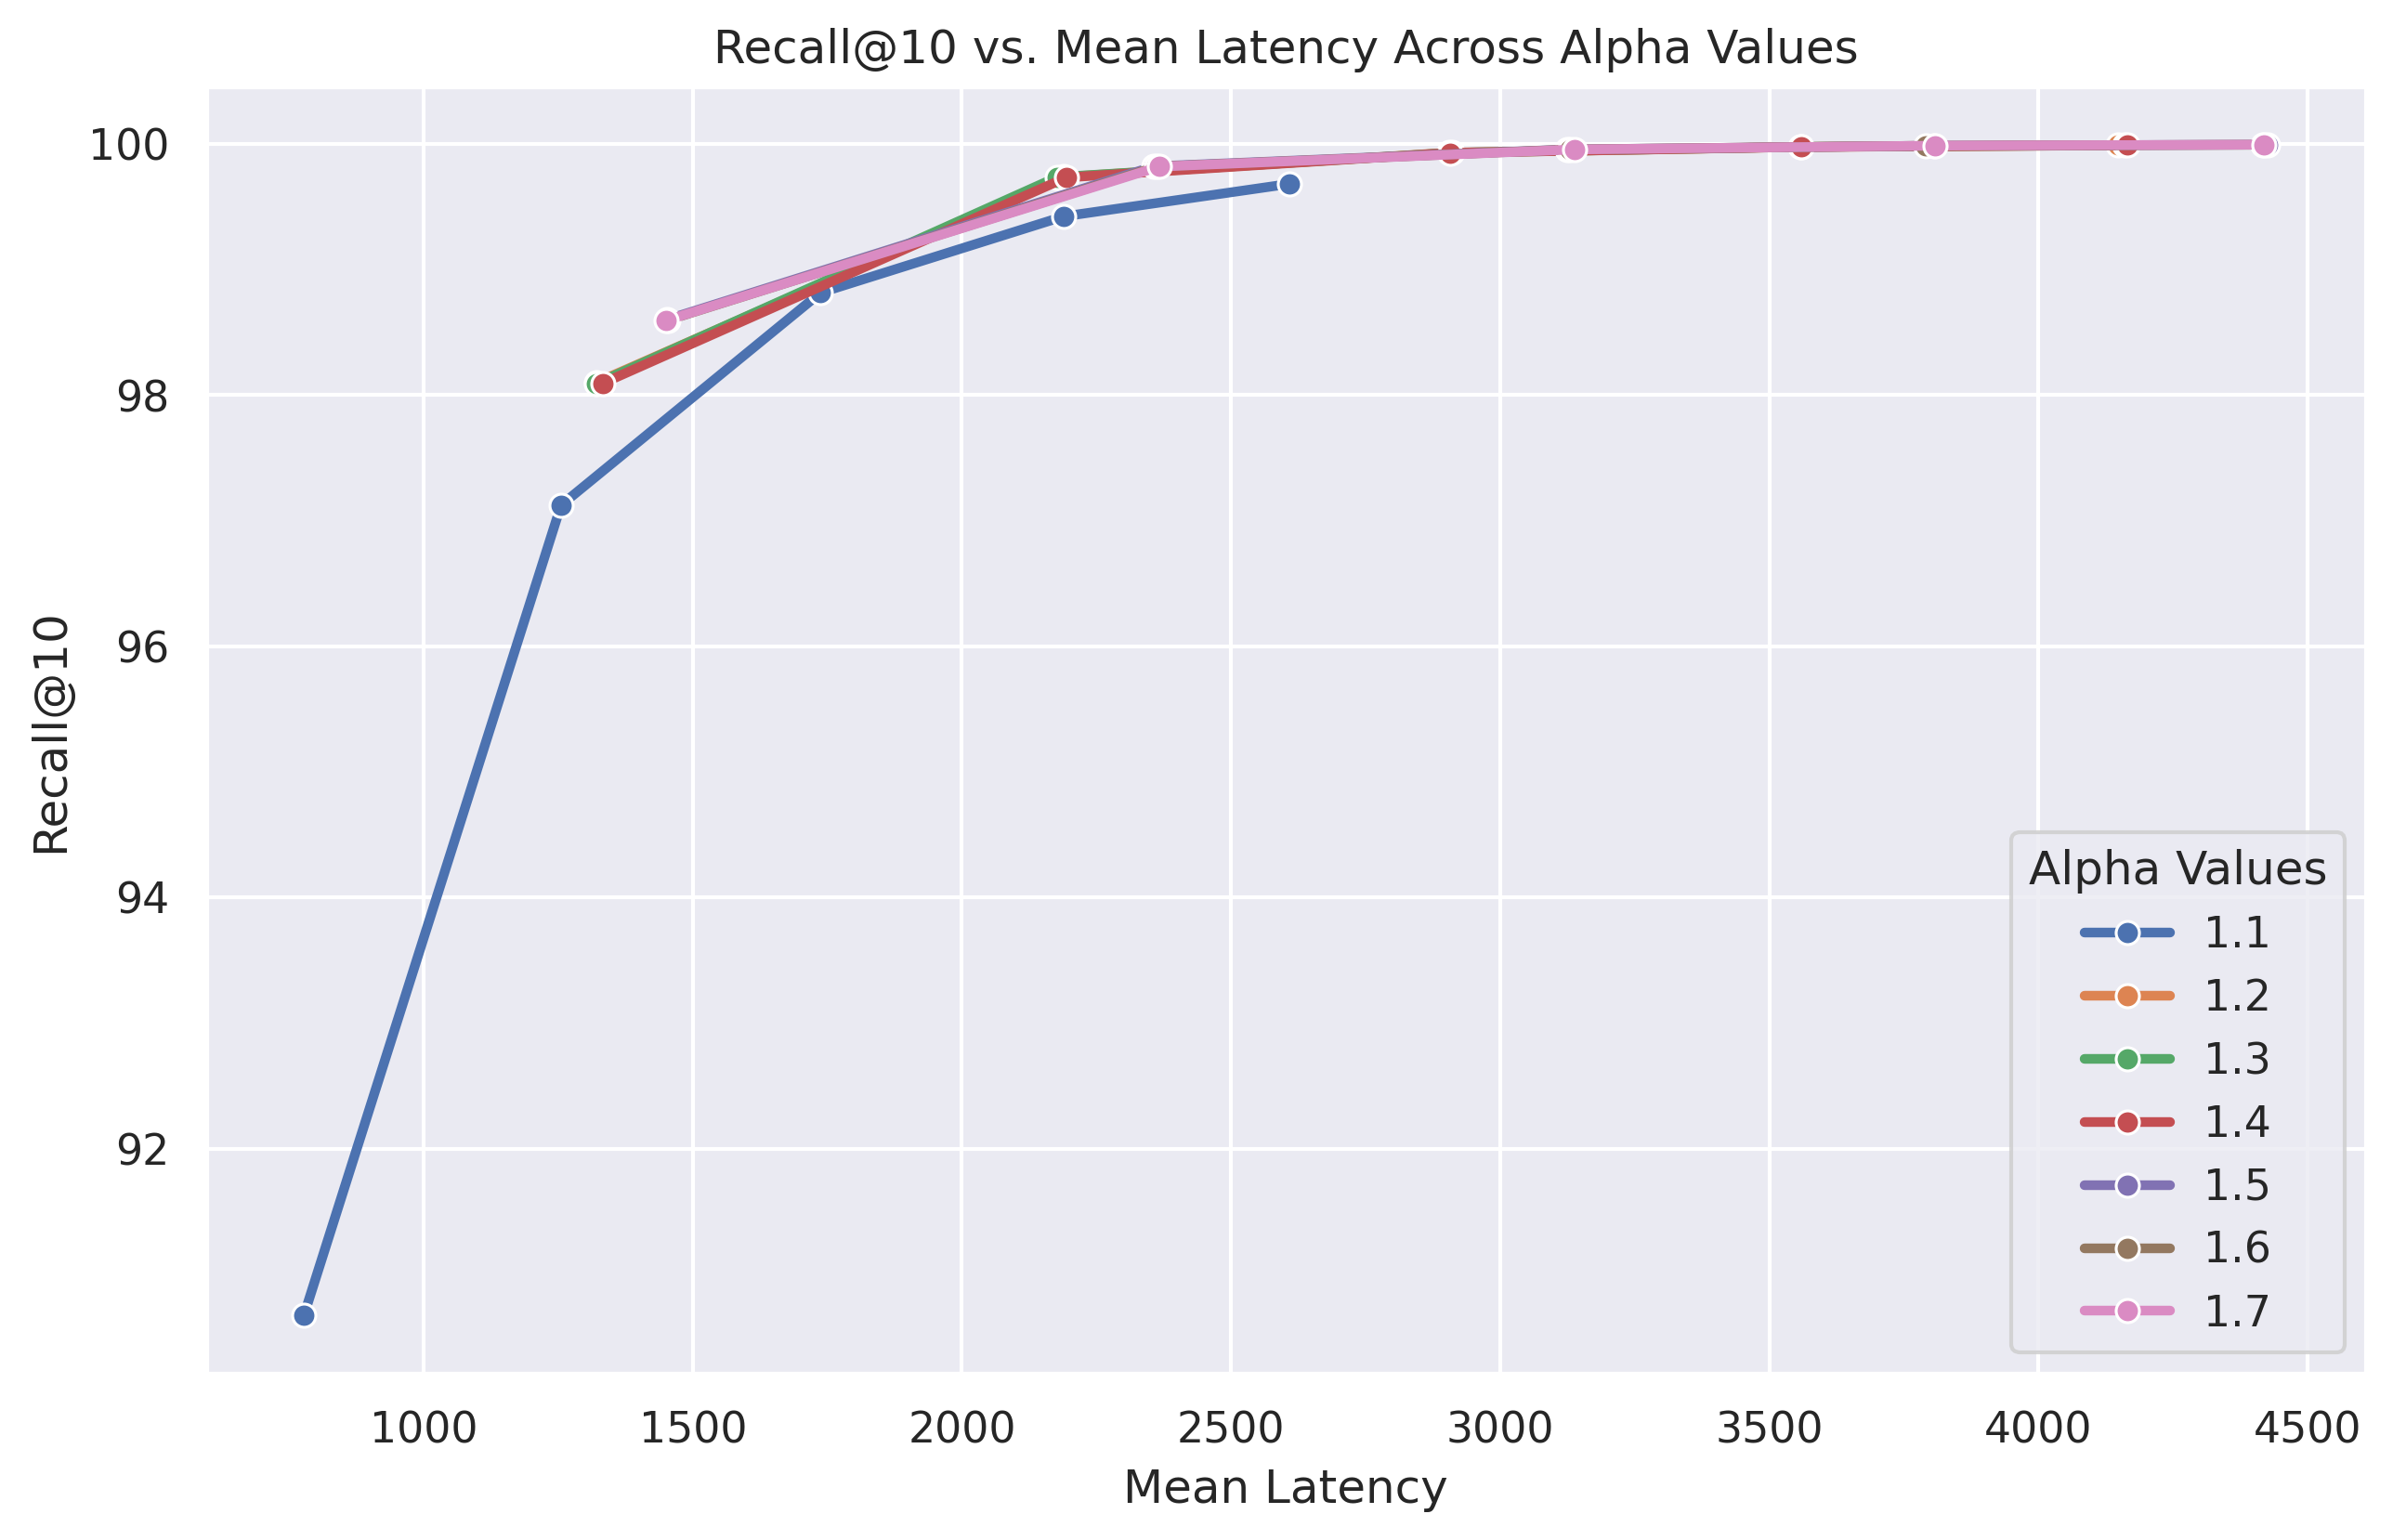 Recall@10 vs. Mean Latency Across Alpha Values
Recall@10
100
98
96
94
92
1000 1500 2000 2500 3000 3500 4000 4500
Mean Latency
Alpha Values
1.1
1.2
1.3
1.4
1.5
1.6
1.7